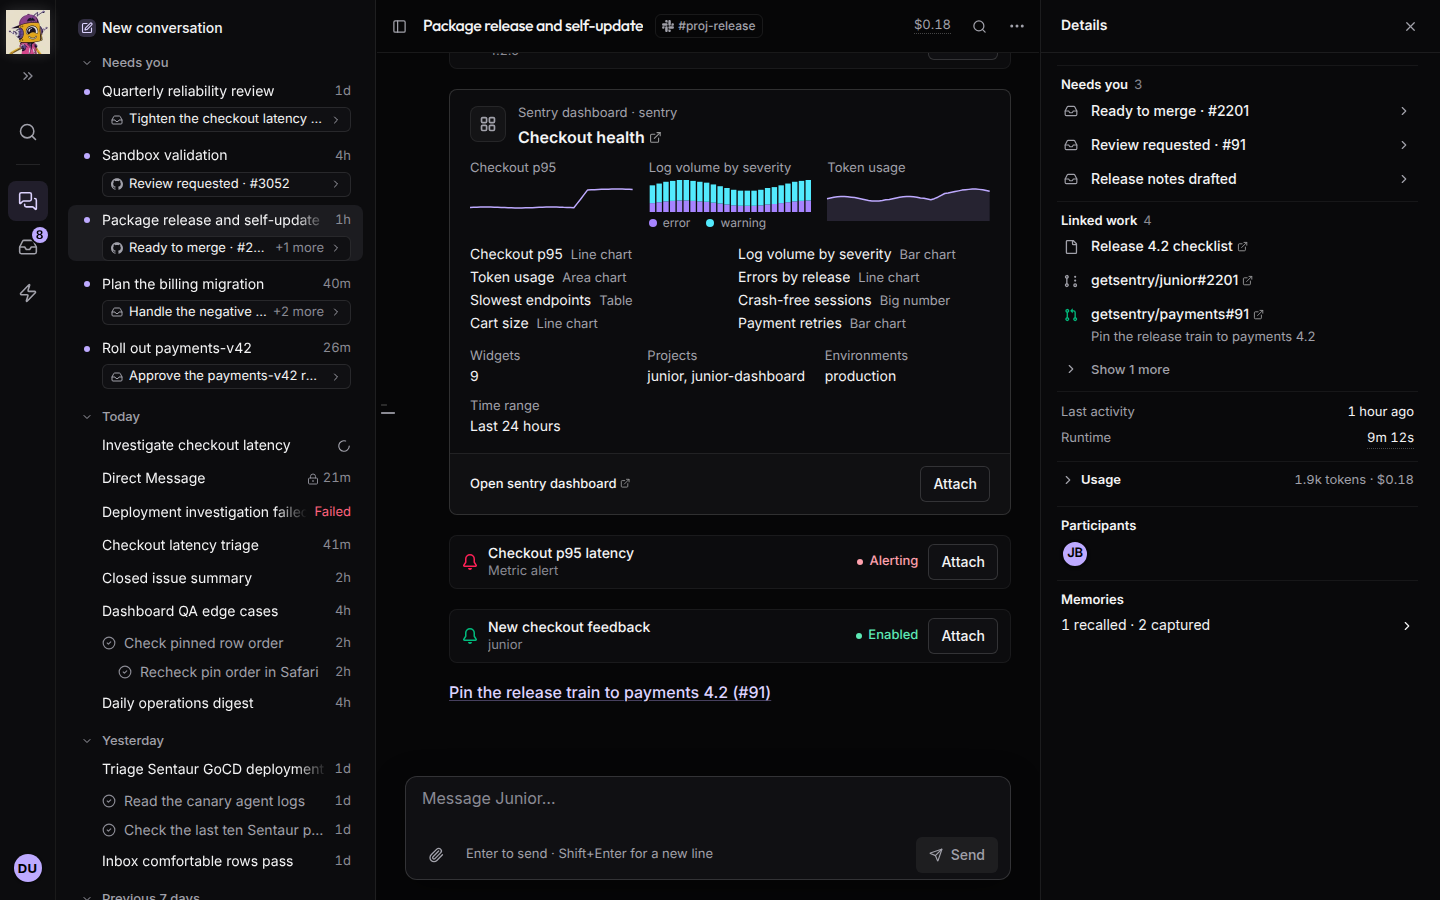 New conversation
Needs you
Quarterly reliability review 1d
Tighten the checkout latency ...
Sandbox validation 4h
Review requested · #3052
Package release and self-update 1h
Ready to merge · #2... +1 more
8
Plan the billing migration 40m
Handle the negative ... +2 more
Roll out payments-v42 26m
Approve the payments-v42 r...
Today
Investigate checkout latency
Direct Message 21m
Deployment investigation failed Failed
Checkout latency triage 41m
Closed issue summary 2h
Dashboard QA edge cases 4h
Check pinned row order 2h
Recheck pin order in Safari 2h
Daily operations digest 4h
Yesterday
Triage Sentaur GoCD deployment 1d
Read the canary agent logs 1d
Check the last ten Sentaur p... 1d
Inbox comfortable rows pass 1d
Previous 7 days
DU
Package release and self-update #proj-release $0.18
Sentry dashboard · sentry
Checkout health
Checkout p95 Log volume by severity Token usage
error warning
Checkout p95 Line chart Log volume by severity Bar chart
Token usage Area chart Errors by release Line chart
Slowest endpoints Table Crash-free sessions Big number
Cart size Line chart Payment retries Bar chart
Widgets Projects Environments
9 junior, junior-dashboard production
Time range
Last 24 hours
Open sentry dashboard Attach
Checkout p95 latency
Metric alert
Alerting Attach
New checkout feedback
junior
Enabled Attach
Pin the release train to payments 4.2 (#91)
Message Junior...
Enter to send · Shift+Enter for a new line Send
Details
Needs you 3
Ready to merge · #2201
Review requested · #91
Release notes drafted
Linked work 4
Release 4.2 checklist
getsentry/junior#2201
getsentry/payments#91
Pin the release train to payments 4.2
Show 1 more
Last activity 1 hour ago
Runtime 9m 12s
Usage 1.9k tokens · $0.18
Participants
JB
Memories
1 recalled · 2 captured